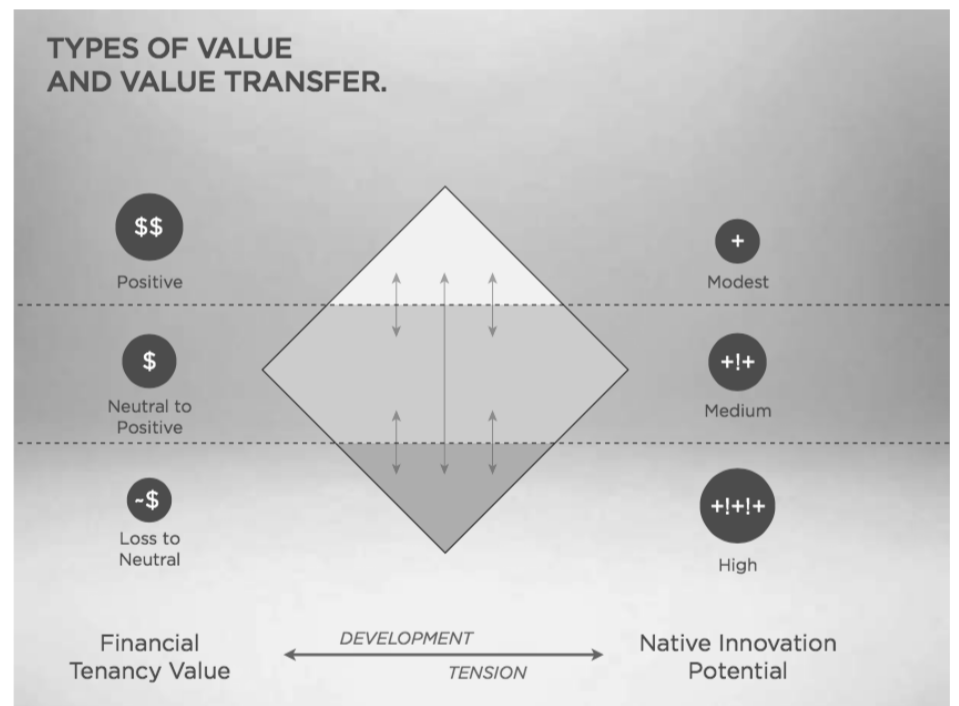 TYPES OF VALUE
AND VALUE TRANSFER.
$$
Positive
+
Modest
$
Neutral to
Positive
+!+
Medium
~$
Loss to
Neutral
+!+!+
High
Financial
Tenancy Value
DEVELOPMENT
TENSION
Native Innovation
Potential